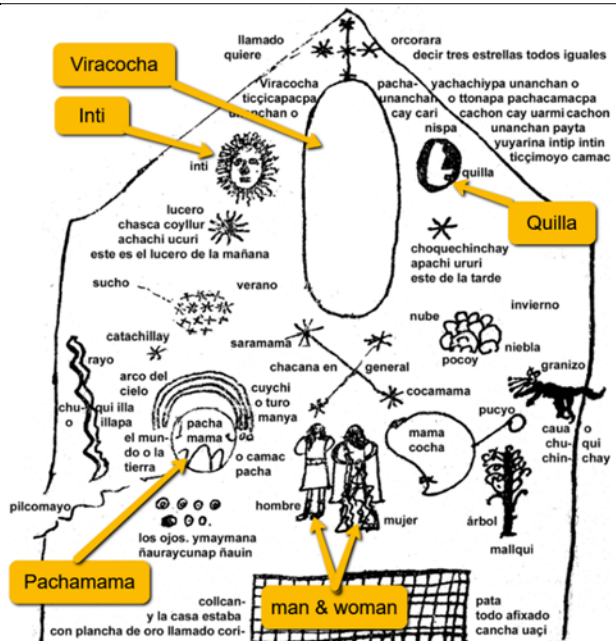 llamado
quiere
orcorara
decir tres estrellas todos iguales
Viracocha
Viracocha
ticçicapacpa
unanchan o
pacha-
unanchan
cay cari
yachachiypa unanchan o
o ttonapa pachacamacpa
cachon cay uarmi cachon
unanchan payta
yuyarina intip intin
ticçimoyo camac
nispa
Inti
inti
quilla
Quilla
lucero
chasca coyllur
achachi ucuri
este es el lucero de la mañana
choquechinchay
apachi ururi
este de la tarde
sucho
verano
nube
invierno
niebla
pocoy
catachillay
saramama
chacana en
general
cocamama
rayo
chu-
o
qui illa
illapa
arco del
cielo
cuychi
o turo
manya
granizo
pucyo
caua
chu-
chin-
o
qui
chay
pacha
mama
el mun-
do o la
tierra
o camac
pacha
mama
cocha
pilcomayo
hombre
mujer
árbol
mallqui
los ojos. ymaymana
ñauraycunap ñauin
Pachamama
man & woman
collcan-
y la casa estaba
con plancha de oro llamado cori-
pata
todo afixado
cancha uaçi